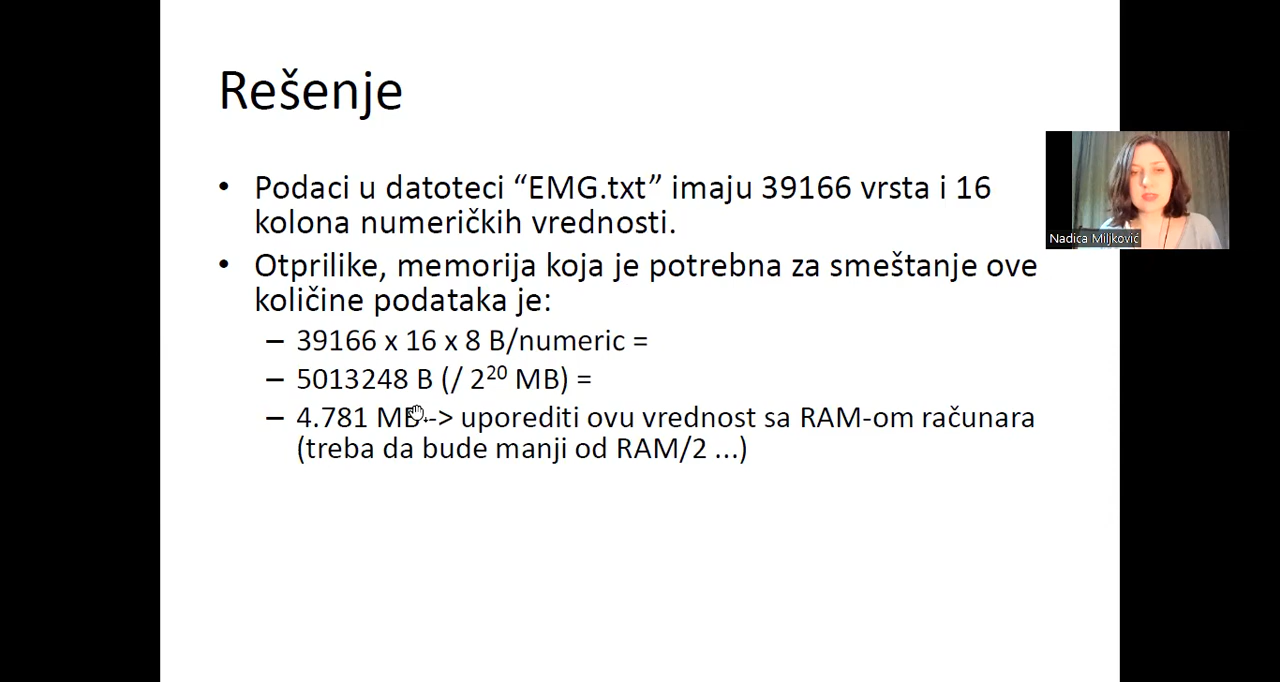 Rešenje
• Podaci u datoteci “EMG.txt” imaju 39166 vrsta i 16
kolona numeričkih vrednosti.
• Otprilike, memorija koja je potrebna za smeštanje ove
količine podataka je:
– 39166 x 16 x 8 B/numeric =
– 5013248 B (/ 2²⁰ MB) =
– 4.781 MB--> uporediti ovu vrednost sa RAM-om računara
(treba da bude manji od RAM/2 ...)
Nadica Miljković